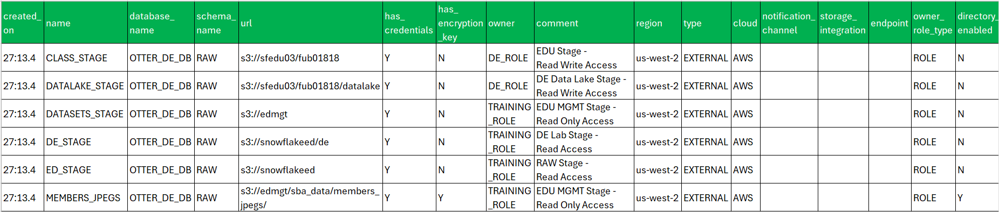 created_on name database_name schema_name url has_credentials has_encryption_key owner comment region type cloud notification_channel storage_integration endpoint owner_role_type directory_enabled
27:13.4 CLASS_STAGE OTTER_DE_DB RAW s3://sfedu03/fub01818 Y N DE_ROLE EDU Stage - Read Write Access us-west-2 EXTERNAL AWS ROLE N
27:13.4 DATALAKE_STAGE OTTER_DE_DB RAW s3://sfedu03/fub01818/datalake Y N DE_ROLE DE Data Lake Stage - Read Write Access us-west-2 EXTERNAL AWS ROLE N
27:13.4 DATASETS_STAGE OTTER_DE_DB RAW s3://edmgt Y N TRAINING_ROLE EDU MGMT Stage - Read Only Access us-west-2 EXTERNAL AWS ROLE N
27:13.4 DE_STAGE OTTER_DE_DB RAW s3://snowflakeed/de Y N TRAINING_ROLE DE Lab Stage - Read Access us-west-2 EXTERNAL AWS ROLE N
27:13.4 ED_STAGE OTTER_DE_DB RAW s3://snowflakeed Y N TRAINING_ROLE RAW Stage - Read Access us-west-2 EXTERNAL AWS ROLE N
27:13.4 MEMBERS_JPEGS OTTER_DE_DB RAW s3://edmgt/sba_data/members_jpegs/ Y Y TRAINING_ROLE EDU MGMT Stage - Read Only Access us-west-2 EXTERNAL AWS ROLE Y